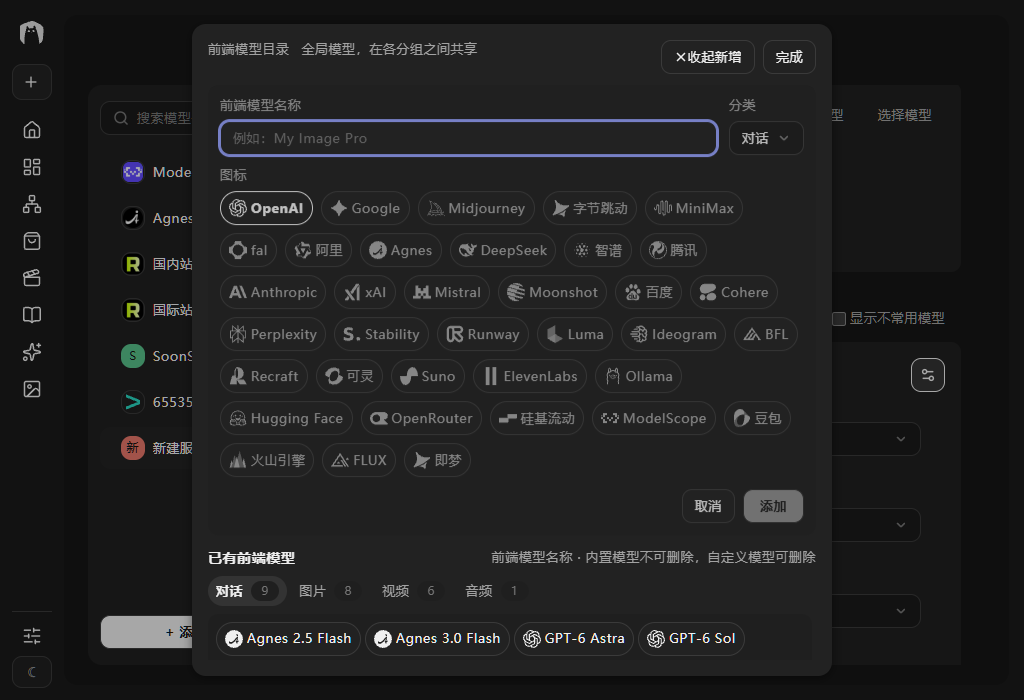 前端模型目录 全局模型，在各分组之间共享
✕收起新增 完成
前端模型名称 分类
例如：My Image Pro 对话
图标
OpenAI Google Midjourney 字节跳动 MiniMax
fal 阿里 Agnes DeepSeek 智谱 腾讯
Anthropic xAI Mistral Moonshot 百度 Cohere
Perplexity Stability Runway Luma Ideogram BFL
Recraft 可灵 Suno ElevenLabs Ollama
Hugging Face OpenRouter 硅基流动 ModelScope 豆包
火山引擎 FLUX 即梦
取消 添加
已有前端模型 前端模型名称 · 内置模型不可删除，自定义模型可删除
对话 9 图片 8 视频 6 音频 1
Agnes 2.5 Flash Agnes 3.0 Flash GPT-6 Astra GPT-6 Sol
搜索模型
Mode
Agnes
国内站
国际站
S SoonS
65535
新 新建服
+ 添
型 选择模型
显示不常用模型